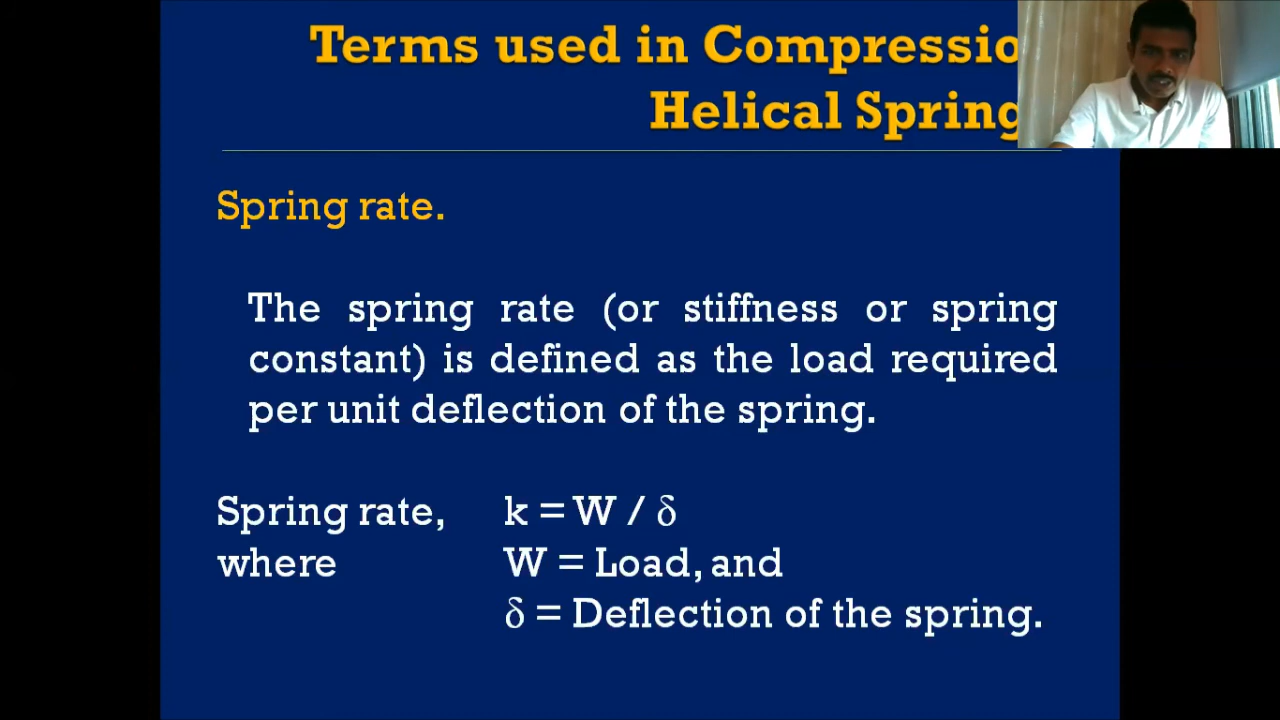 Terms used in Compressio
Helical Spring
Spring rate.
The spring rate (or stiffness or spring
constant) is defined as the load required
per unit deflection of the spring.
Spring rate, k = W / δ
where W = Load, and
δ = Deflection of the spring.